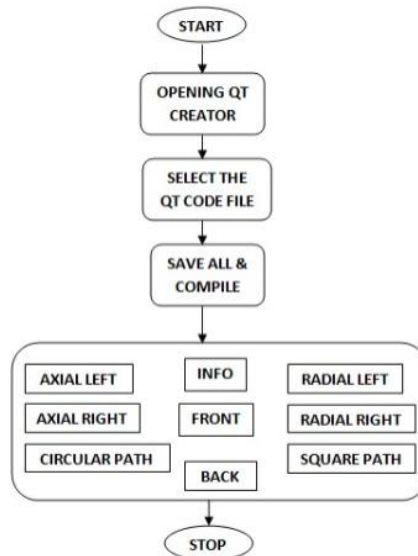 START
OPENING QT
CREATOR
SELECT THE
QT CODE FILE
SAVE ALL &
COMPILE
AXIAL LEFT
INFO
RADIAL LEFT
AXIAL RIGHT
FRONT
RADIAL RIGHT
CIRCULAR PATH
BACK
SQUARE PATH
STOP